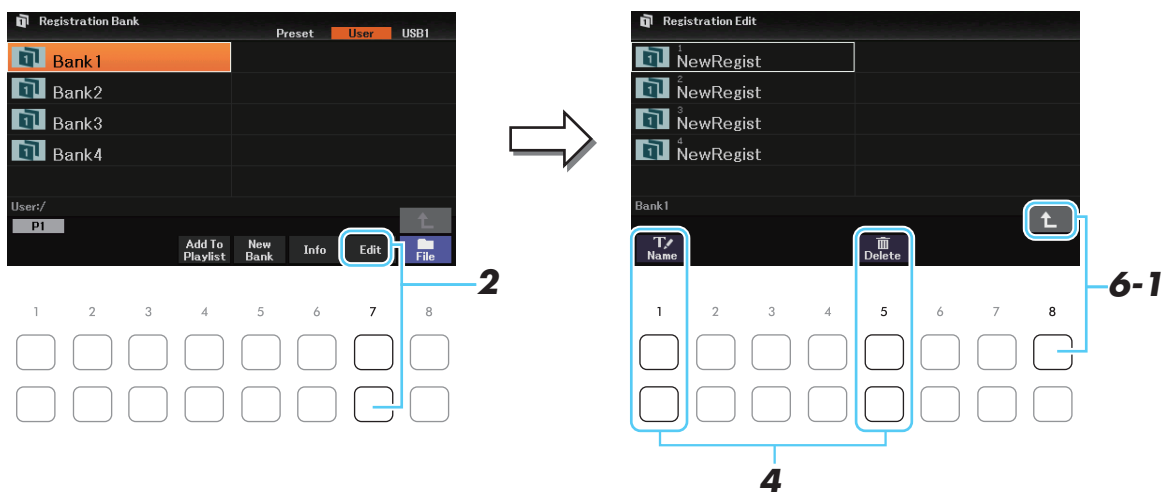 Registration Bank
Preset User USB1
Bank1
Bank2
Bank3
Bank4
User:/
P1
Add To Playlist New Bank Info Edit File
2
1 2 3 4 5 6 7 8
Registration Edit
1
NewRegist
2
NewRegist
3
NewRegist
4
NewRegist
Bank1
Name Delete
6-1
1 2 3 4 5 6 7 8
4